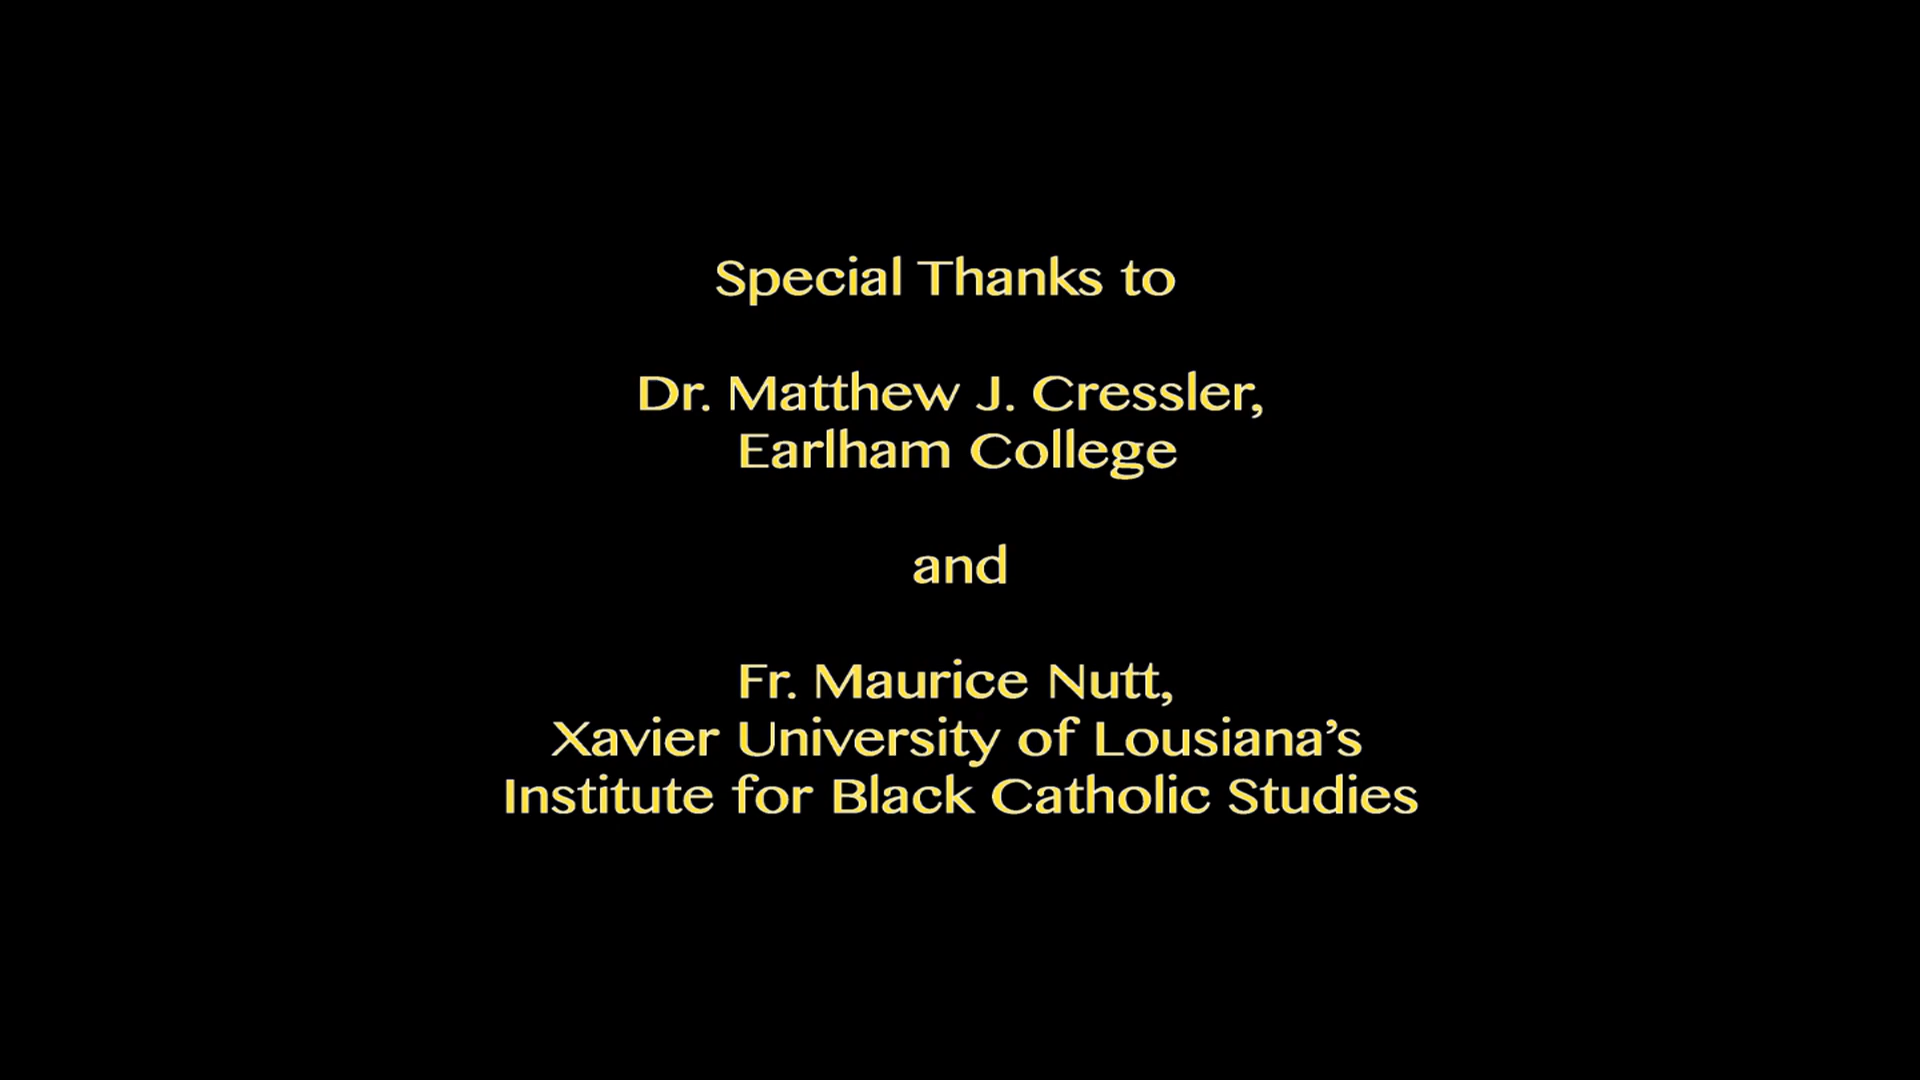 Special Thanks to
Dr. Matthew J. Cressler,
Earlham College
and
Fr. Maurice Nutt,
Xavier University of Lousiana’s
Institute for Black Catholic Studies